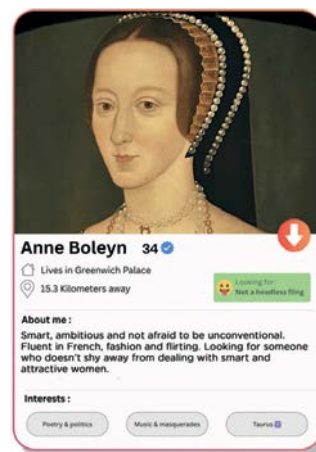 Anne Boleyn 34
Lives in Greenwich Palace
15.3 Kilometers away
Looking for:
Not a headless fling
About me :
Smart, ambitious and not afraid to be unconventional.
Fluent in French, fashion and flirting. Looking for someone
who doesn't shy away from dealing with smart and
attractive women.
Interests :
Poetry & politics
Music & masquerades
Taurus ♉